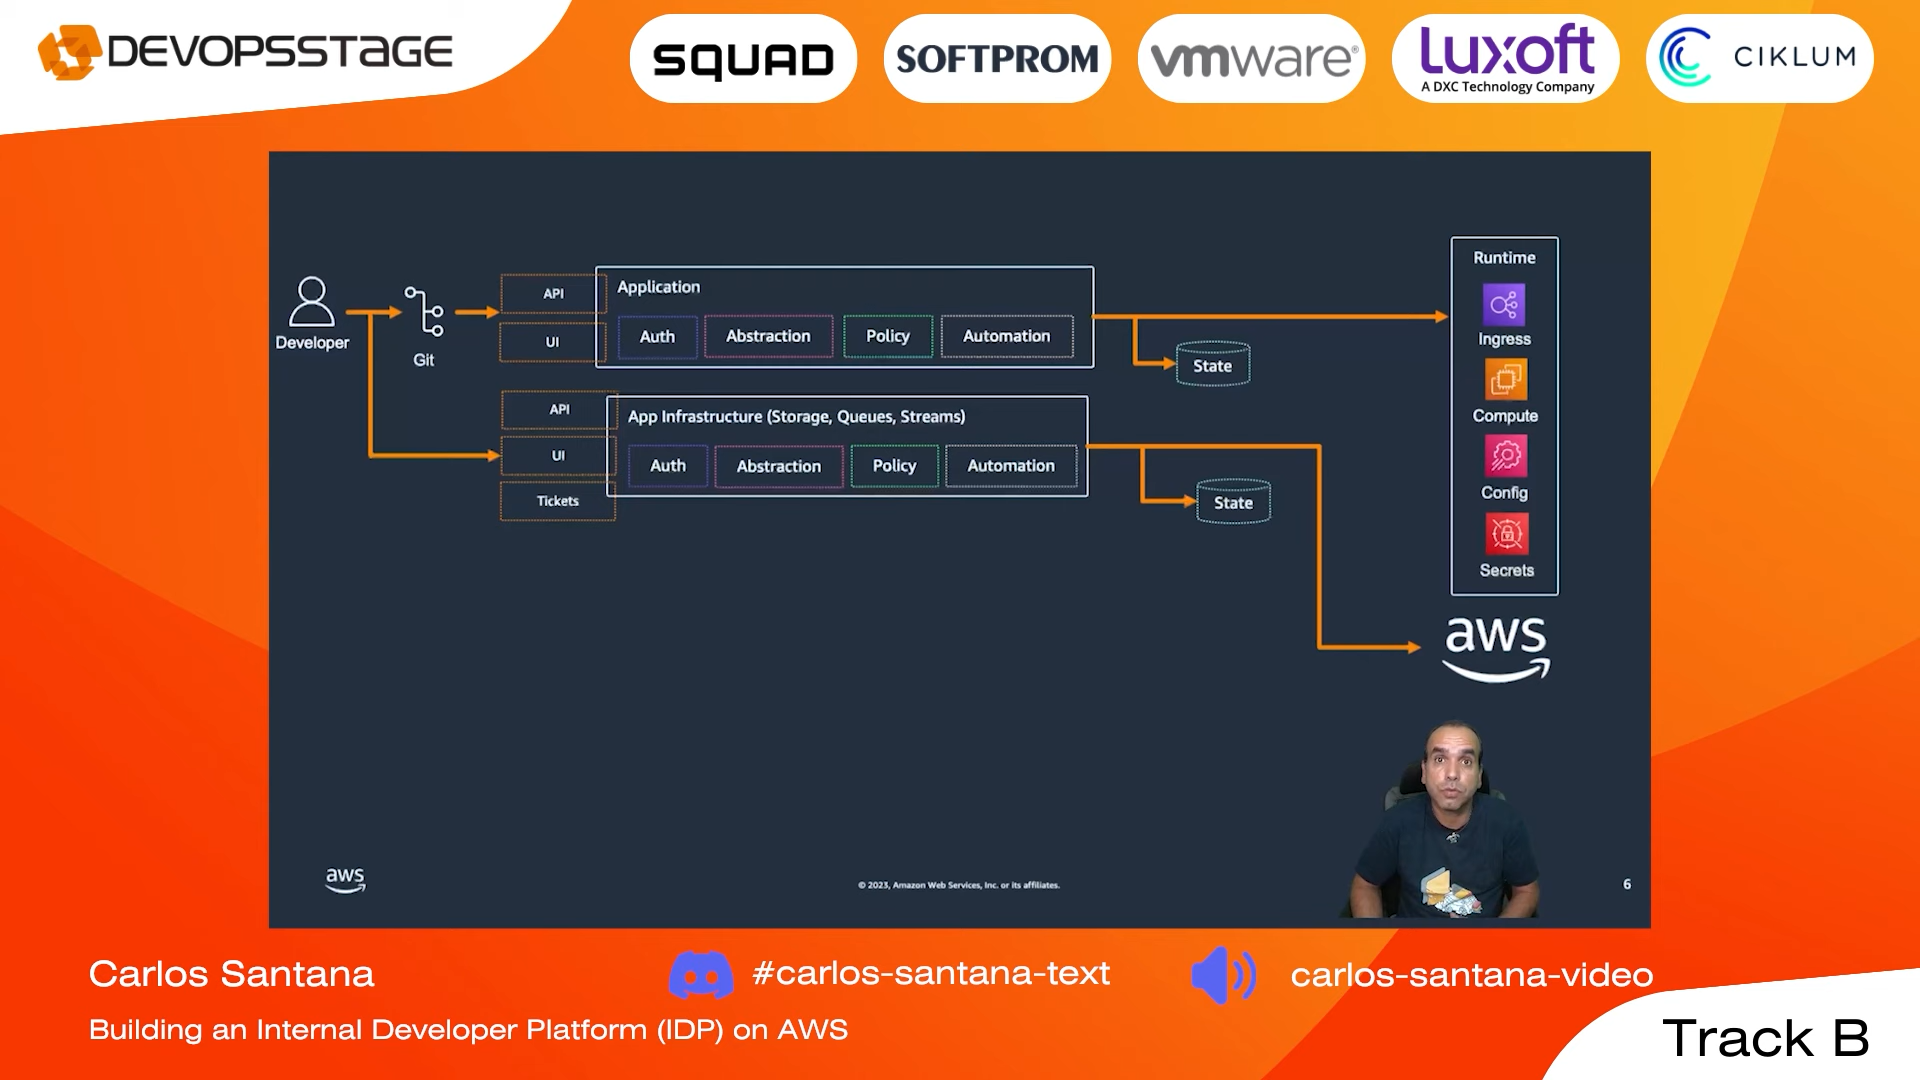 DEVOPSSTAGE
SQUAD
SOFTPROM
vmware®
Luxoft
A DXC Technology Company
CIKLUM
Developer
Git
API
UI
Application
Auth
Abstraction
Policy
Automation
State
API
UI
Tickets
App Infrastructure (Storage, Queues, Streams)
Auth
Abstraction
Policy
Automation
State
Runtime
Ingress
Compute
Config
Secrets
aws
aws
© 2023, Amazon Web Services, Inc. or its affiliates.
6
Carlos Santana
#carlos-santana-text
carlos-santana-video
Building an Internal Developer Platform (IDP) on AWS
Track B